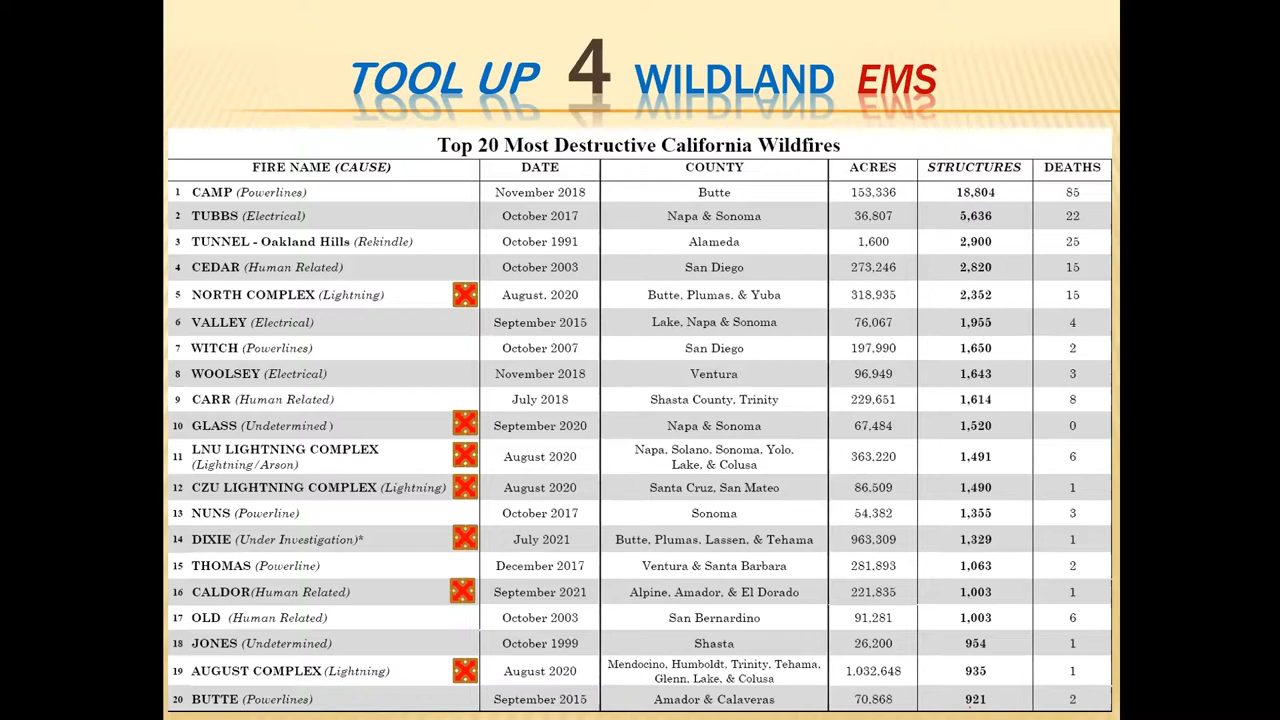 TOOL UP 4 WILDLAND EMS
Top 20 Most Destructive California Wildfires
FIRE NAME (CAUSE) DATE COUNTY ACRES STRUCTURES DEATHS
1 CAMP (Powerlines) November 2018 Butte 153,336 18,804 85
2 TUBBS (Electrical) October 2017 Napa & Sonoma 36,807 5,636 22
3 TUNNEL - Oakland Hills (Rekindle) October 1991 Alameda 1,600 2,900 25
4 CEDAR (Human Related) October 2003 San Diego 273,246 2,820 15
5 NORTH COMPLEX (Lightning) August. 2020 Butte, Plumas, & Yuba 318,935 2,352 15
6 VALLEY (Electrical) September 2015 Lake, Napa & Sonoma 76,067 1,955 4
7 WITCH (Powerlines) October 2007 San Diego 197,990 1,650 2
8 WOOLSEY (Electrical) November 2018 Ventura 96,949 1,643 3
9 CARR (Human Related) July 2018 Shasta County, Trinity 229,651 1,614 8
10 GLASS (Undetermined ) September 2020 Napa & Sonoma 67,484 1,520 0
11 LNU LIGHTNING COMPLEX (Lightning/Arson) August 2020 Napa, Solano, Sonoma, Yolo, Lake, & Colusa 363,220 1,491 6
12 CZU LIGHTNING COMPLEX (Lightning) August 2020 Santa Cruz, San Mateo 86,509 1,490 1
13 NUNS (Powerline) October 2017 Sonoma 54,382 1,355 3
14 DIXIE (Under Investigation)* July 2021 Butte, Plumas, Lassen, & Tehama 963,309 1,329 1
15 THOMAS (Powerline) December 2017 Ventura & Santa Barbara 281,893 1,063 2
16 CALDOR(Human Related) September 2021 Alpine, Amador, & El Dorado 221,835 1,003 1
17 OLD (Human Related) October 2003 San Bernardino 91,281 1,003 6
18 JONES (Undetermined) October 1999 Shasta 26,200 954 1
19 AUGUST COMPLEX (Lightning) August 2020 Mendocino, Humboldt, Trinity, Tehama, Glenn, Lake, & Colusa 1,032,648 935 1
20 BUTTE (Powerlines) September 2015 Amador & Calaveras 70,868 921 2